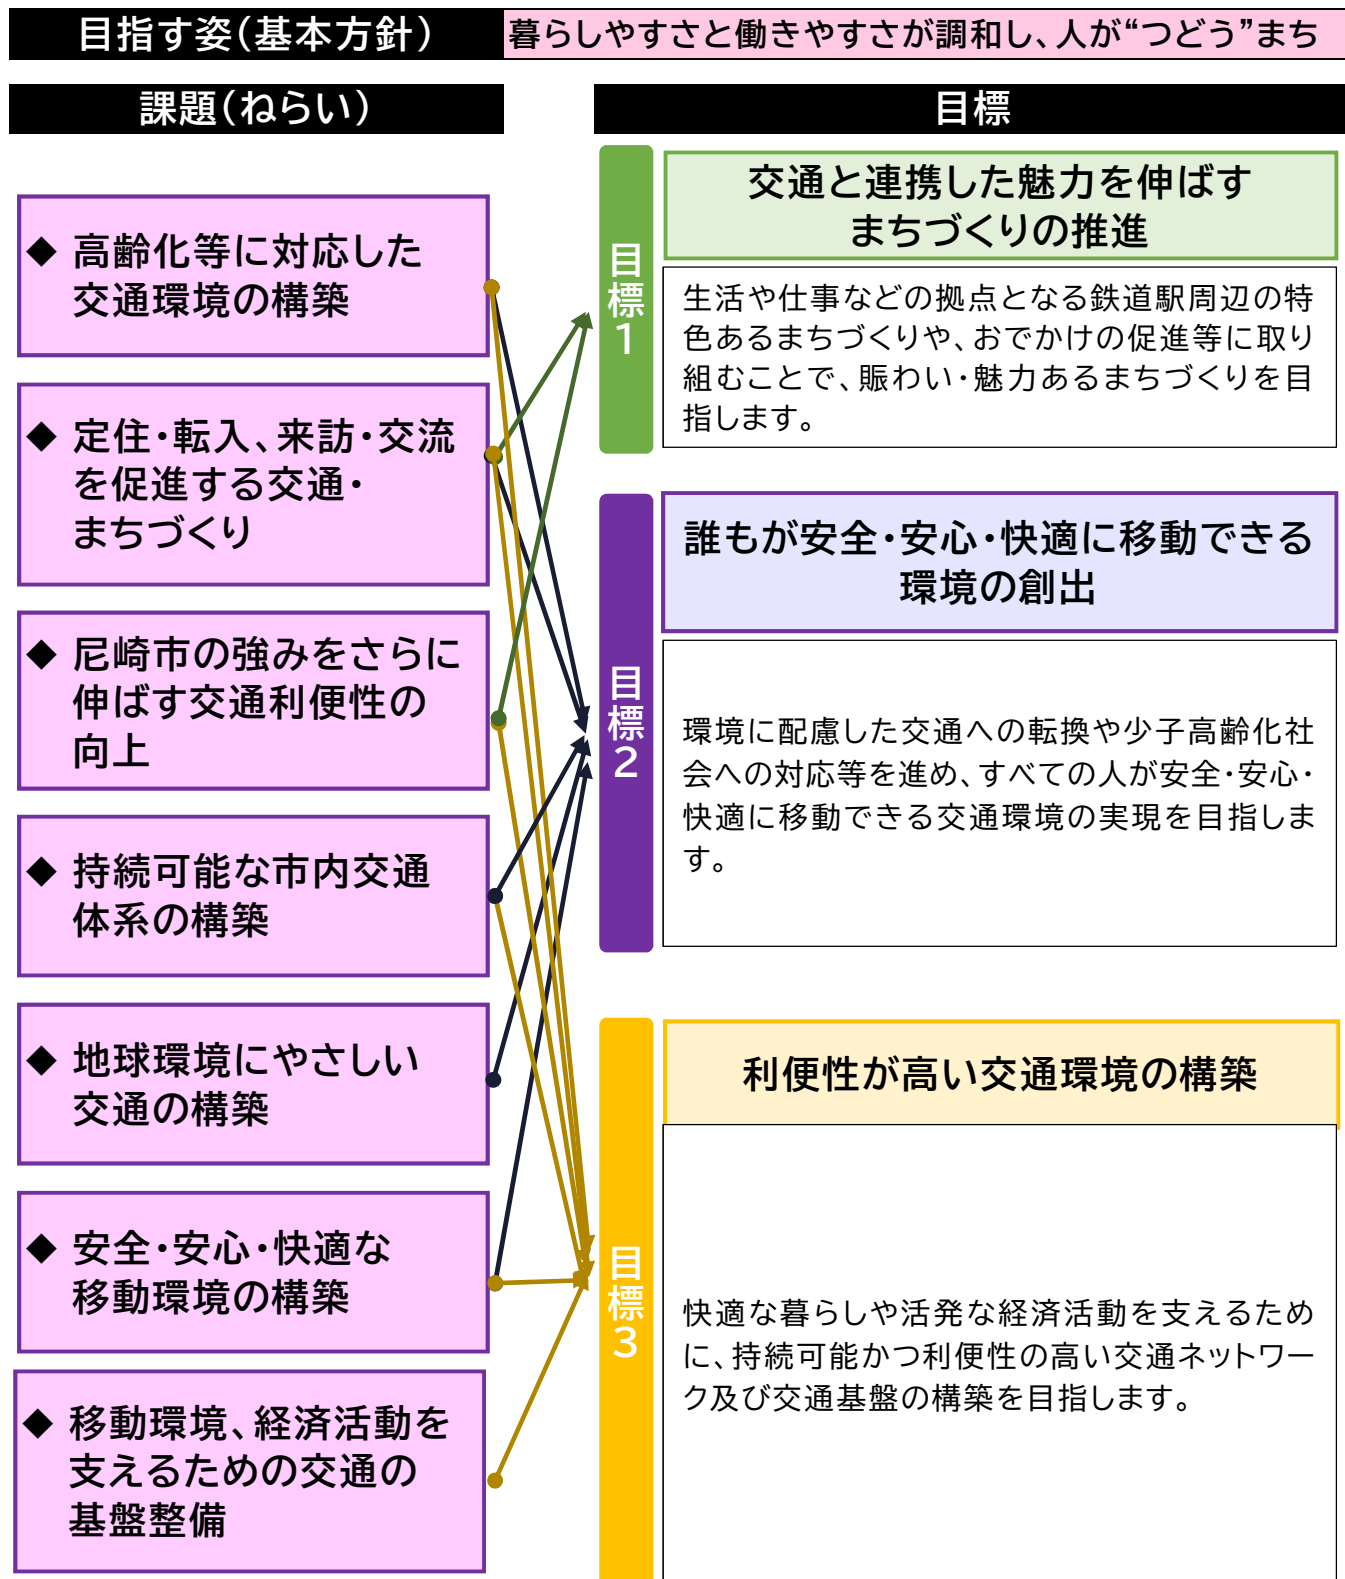 目指す姿(基本方針)
暮らしやすさと働きやすさが調和し、人が“つどう”まち
課題(ねらい)
◆ 高齢化等に対応した
交通環境の構築
◆ 定住・転入、来訪・交流
を促進する交通・
まちづくり
◆ 尼崎市の強みをさらに
伸ばす交通利便性の
向上
◆ 持続可能な市内交通
体系の構築
◆ 地球環境にやさしい
交通の構築
◆ 安全・安心・快適な
移動環境の構築
◆ 移動環境、経済活動を
支えるための交通の
基盤整備
目標
目標1
交通と連携した魅力を伸ばす
まちづくりの推進
生活や仕事などの拠点となる鉄道駅周辺の特
色あるまちづくりや、おでかけの促進等に取り
組むことで、賑わい・魅力あるまちづくりを目
指します。
目標2
誰もが安全・安心・快適に移動できる
環境の創出
環境に配慮した交通への転換や少子高齢化社
会への対応等を進め、すべての人が安全・安心・
快適に移動できる交通環境の実現を目指しま
す。
目標3
利便性が高い交通環境の構築
快適な暮らしや活発な経済活動を支えるため
に、持続可能かつ利便性の高い交通ネットワー
ク及び交通基盤の構築を目指します。